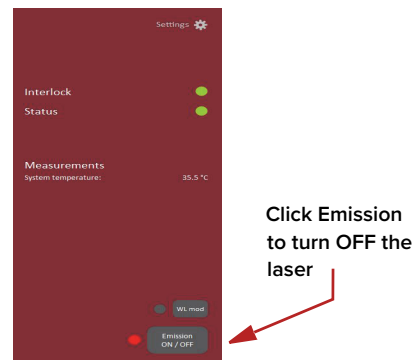 Settings
Interlock
Status
Measurements
System temperature: 35.5 °C
Click Emission
to turn OFF the
laser
WL mod
Emission
ON / OFF